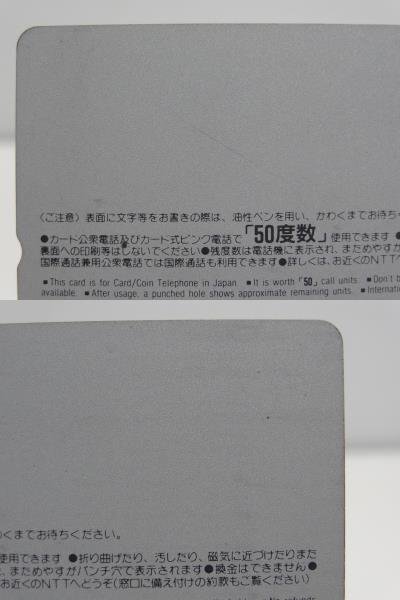 〈ご注意〉表面に文字等をお書きの際は、油性ペンを用い、かわくまでお待ち
●カード公衆電話及びカード式ピンク電話で「50度数」使用できます●
裏面への印刷等はしないでください●残度数は電話機に表示され、まためやすが
国際通話兼用公衆電話では国際通話も利用できます●詳しくは、お近くのNTTへ
■This card is for Card/Coin Telephone in Japan. ■It is worth「50」call units. ■Don't b
available. ■After usage, a punched hole shows approximate remaining units. ■Internatio
わくまでお待ちください。
使用できます ●折り曲げたり、汚したり、磁気に近づけたりまた
、まためやすがパンチ穴で表示されます●換金はできません●
お近くのNTTへどうぞ(窓口に備え付けの約款もご覧ください)